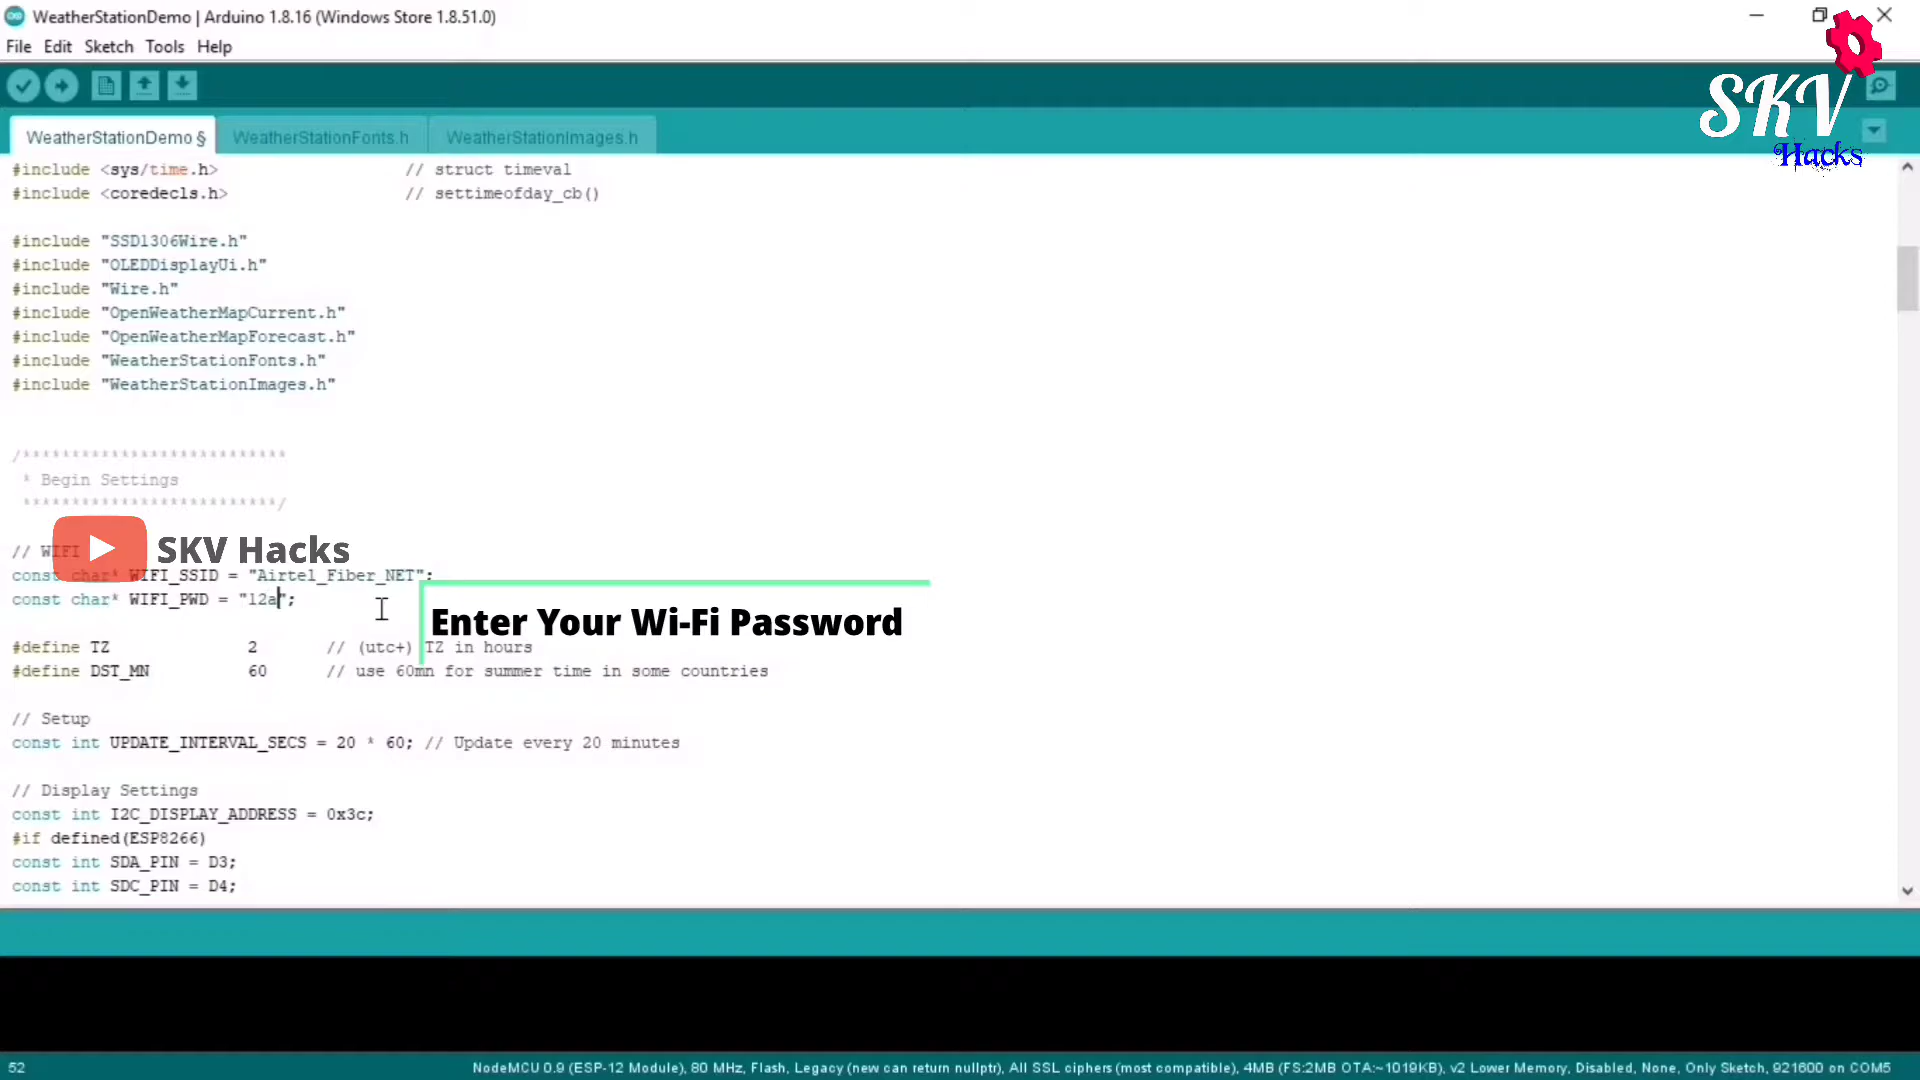 WeatherStationDemo | Arduino 1.8.16 (Windows Store 1.8.51.0)
File Edit Sketch Tools Help
SKV
Hacks
WeatherStationDemo § WeatherStationFonts.h WeatherStationImages.h
#include <sys/time.h> // struct timeval
#include <coredecls.h> // settimeofday_cb()
#include "SSD1306Wire.h"
#include "OLEDDisplayUi.h"
#include "Wire.h"
#include "OpenWeatherMapCurrent.h"
#include "OpenWeatherMapForecast.h"
#include "WeatherStationFonts.h"
#include "WeatherStationImages.h"
/***************************
* Begin Settings
**************************/
SKV Hacks
// WIFI
const char* WIFI_SSID = "Airtel_Fiber_NET";
const char* WIFI_PWD = "12a";
Enter Your Wi-Fi Password
#define TZ 2 // (utc+) TZ in hours
#define DST_MN 60 // use 60mn for summer time in some countries
// Setup
const int UPDATE_INTERVAL_SECS = 20 * 60; // Update every 20 minutes
// Display Settings
const int I2C_DISPLAY_ADDRESS = 0x3c;
#if defined(ESP8266)
const int SDA_PIN = D3;
const int SDC_PIN = D4;
52 NodeMCU 0.9 (ESP-12 Module), 80 MHz, Flash, Legacy (new can return nullptr), All SSL ciphers (most compatible), 4MB (FS:2MB OTA:~1019KB), v2 Lower Memory, Disabled, None, Only Sketch, 921600 on COM5